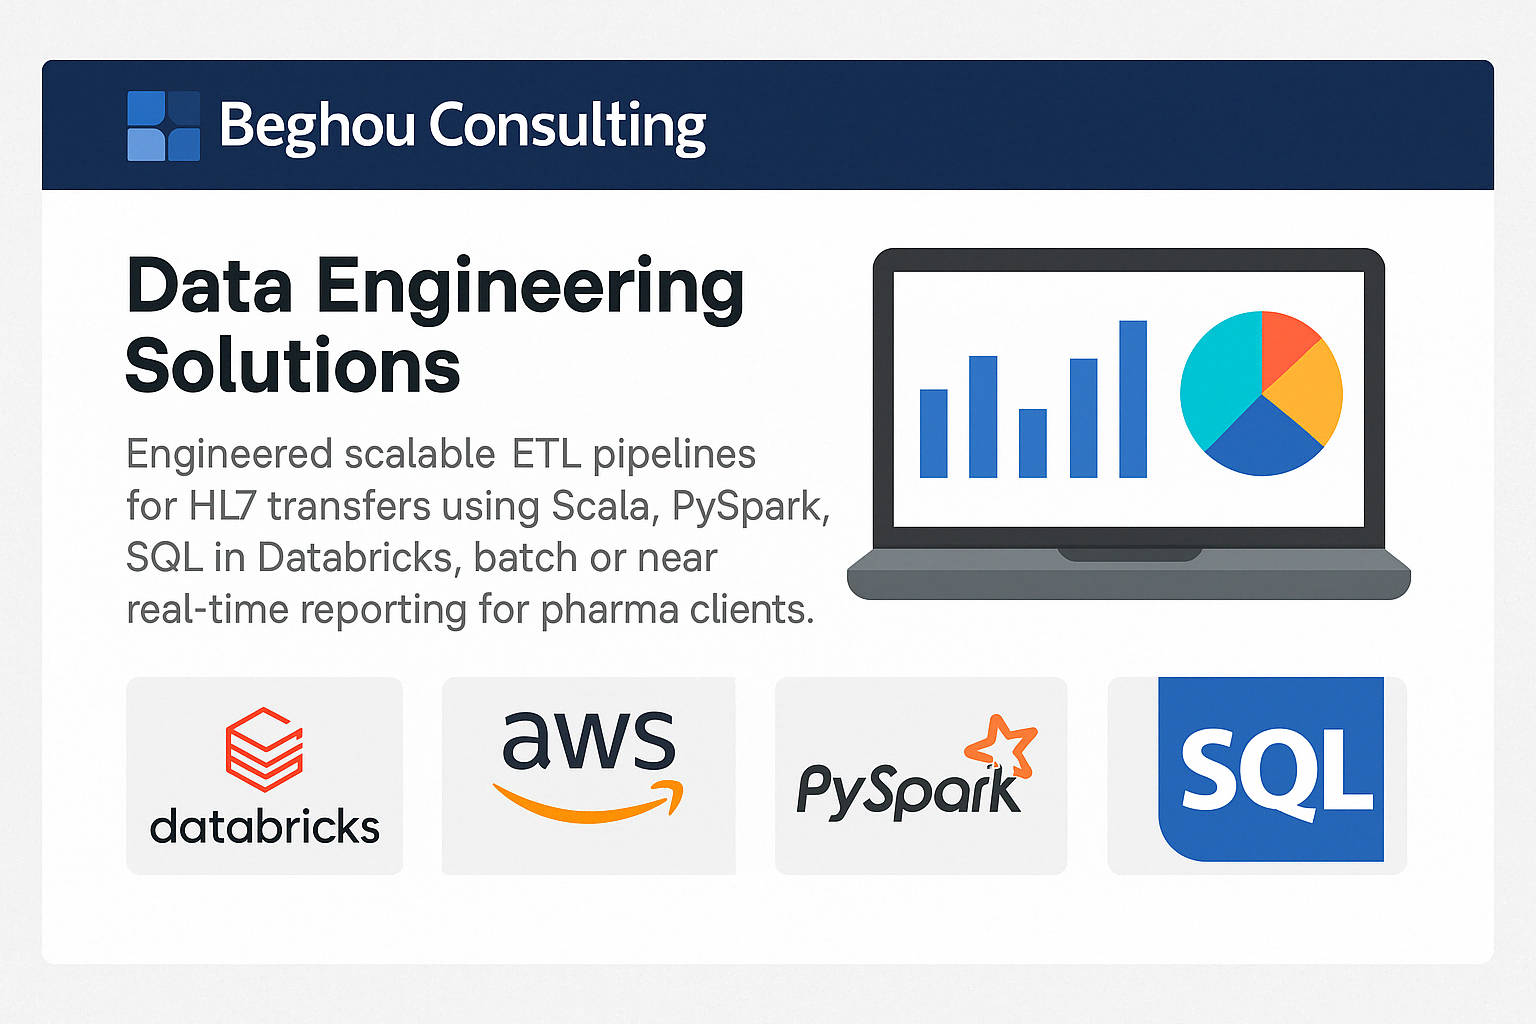 Beghou Consulting
Data Engineering
Solutions
Engineered scalable ETL pipelines
for HL7 transfers using Scala, PySpark,
SQL in Databricks, batch or near
real-time reporting for pharma clients.
databricks
aws
PySpark
SQL